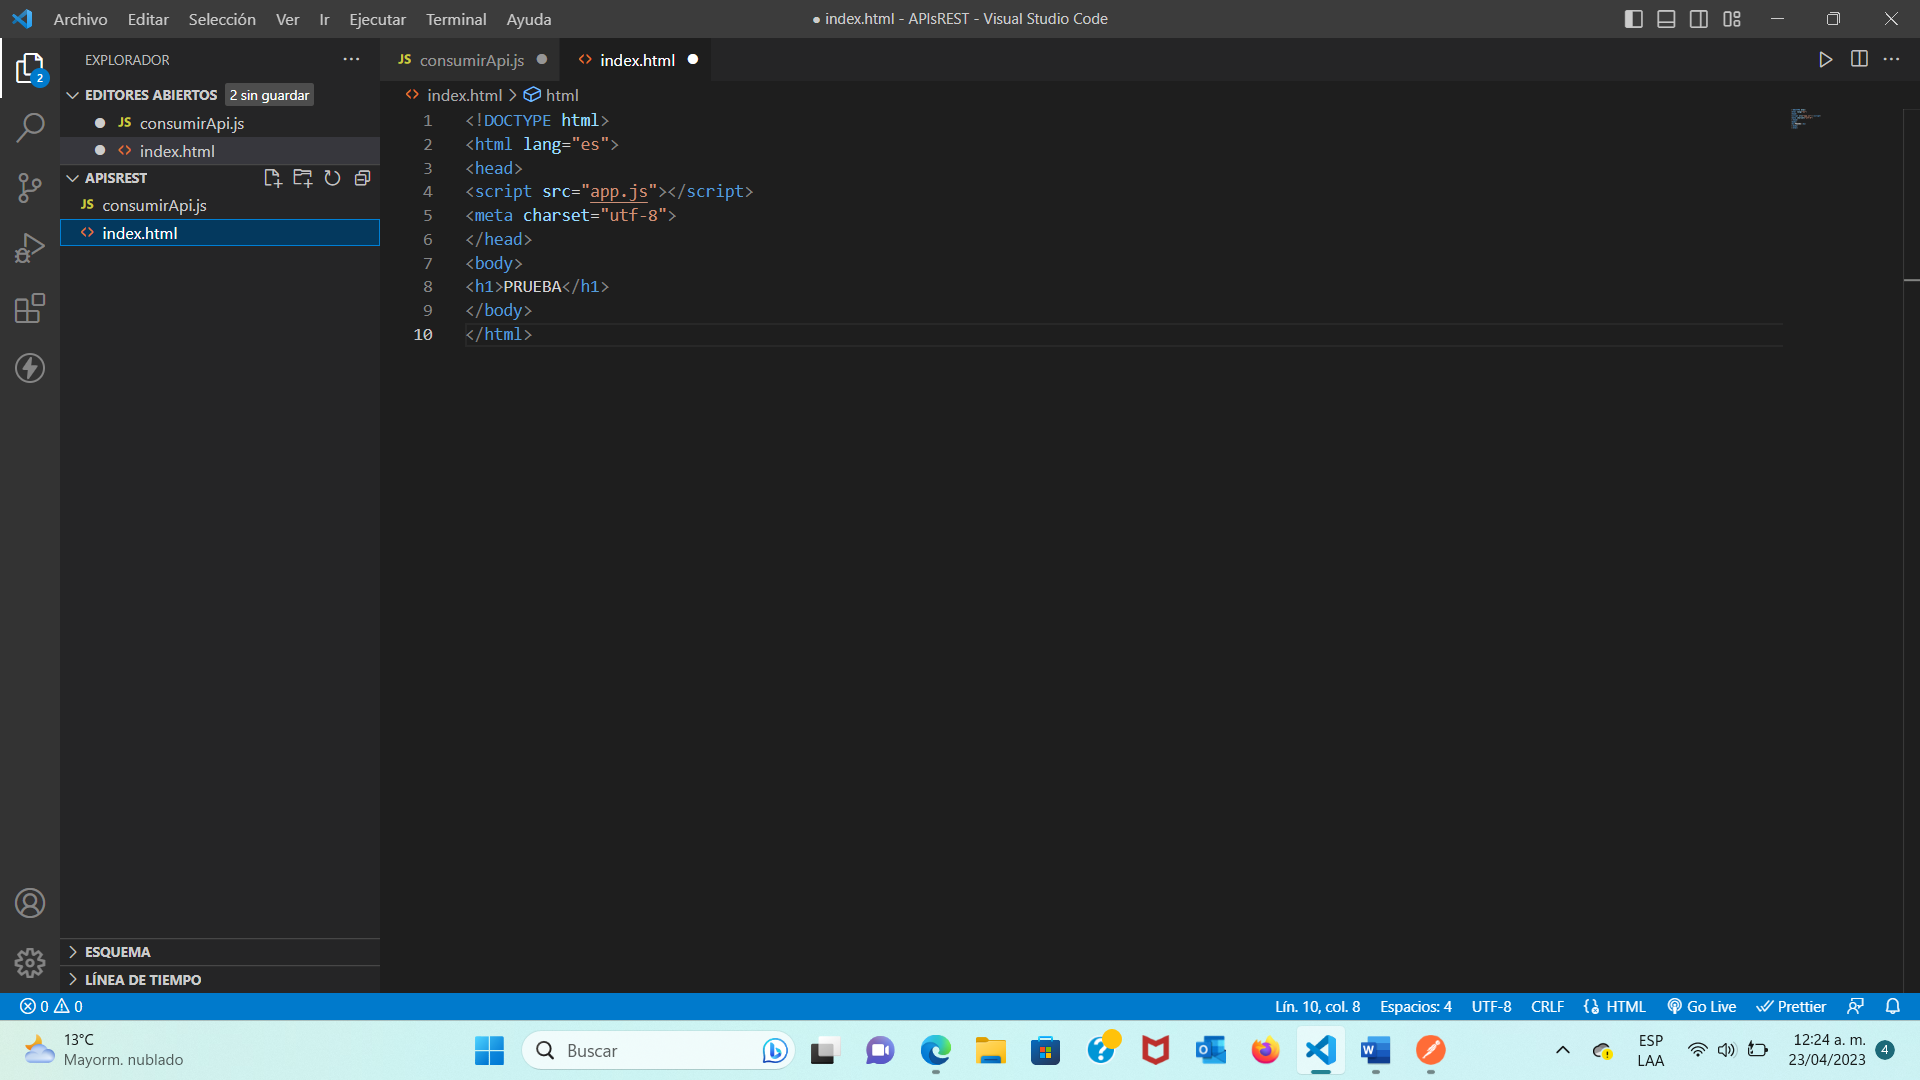 Archivo Editar Selección Ver Ir Ejecutar Terminal Ayuda
● index.html - APIsREST - Visual Studio Code
EXPLORADOR
JS consumirApi.js
index.html
2
EDITORES ABIERTOS 2 sin guardar
index.html > html
JS consumirApi.js
index.html
APISREST
JS consumirApi.js
index.html
1 <!DOCTYPE html>
2 <html lang="es">
3 <head>
4 <script src="app.js"></script>
5 <meta charset="utf-8">
6 </head>
7 <body>
8 <h1>PRUEBA</h1>
9 </body>
10 </html>
ESQUEMA
LÍNEA DE TIEMPO
0 0
Lín. 10, col. 8 Espacios: 4 UTF-8 CRLF HTML Go Live Prettier
13°C
Mayorm. nublado
Buscar
ESP
LAA
12:24 a. m.
23/04/2023
4